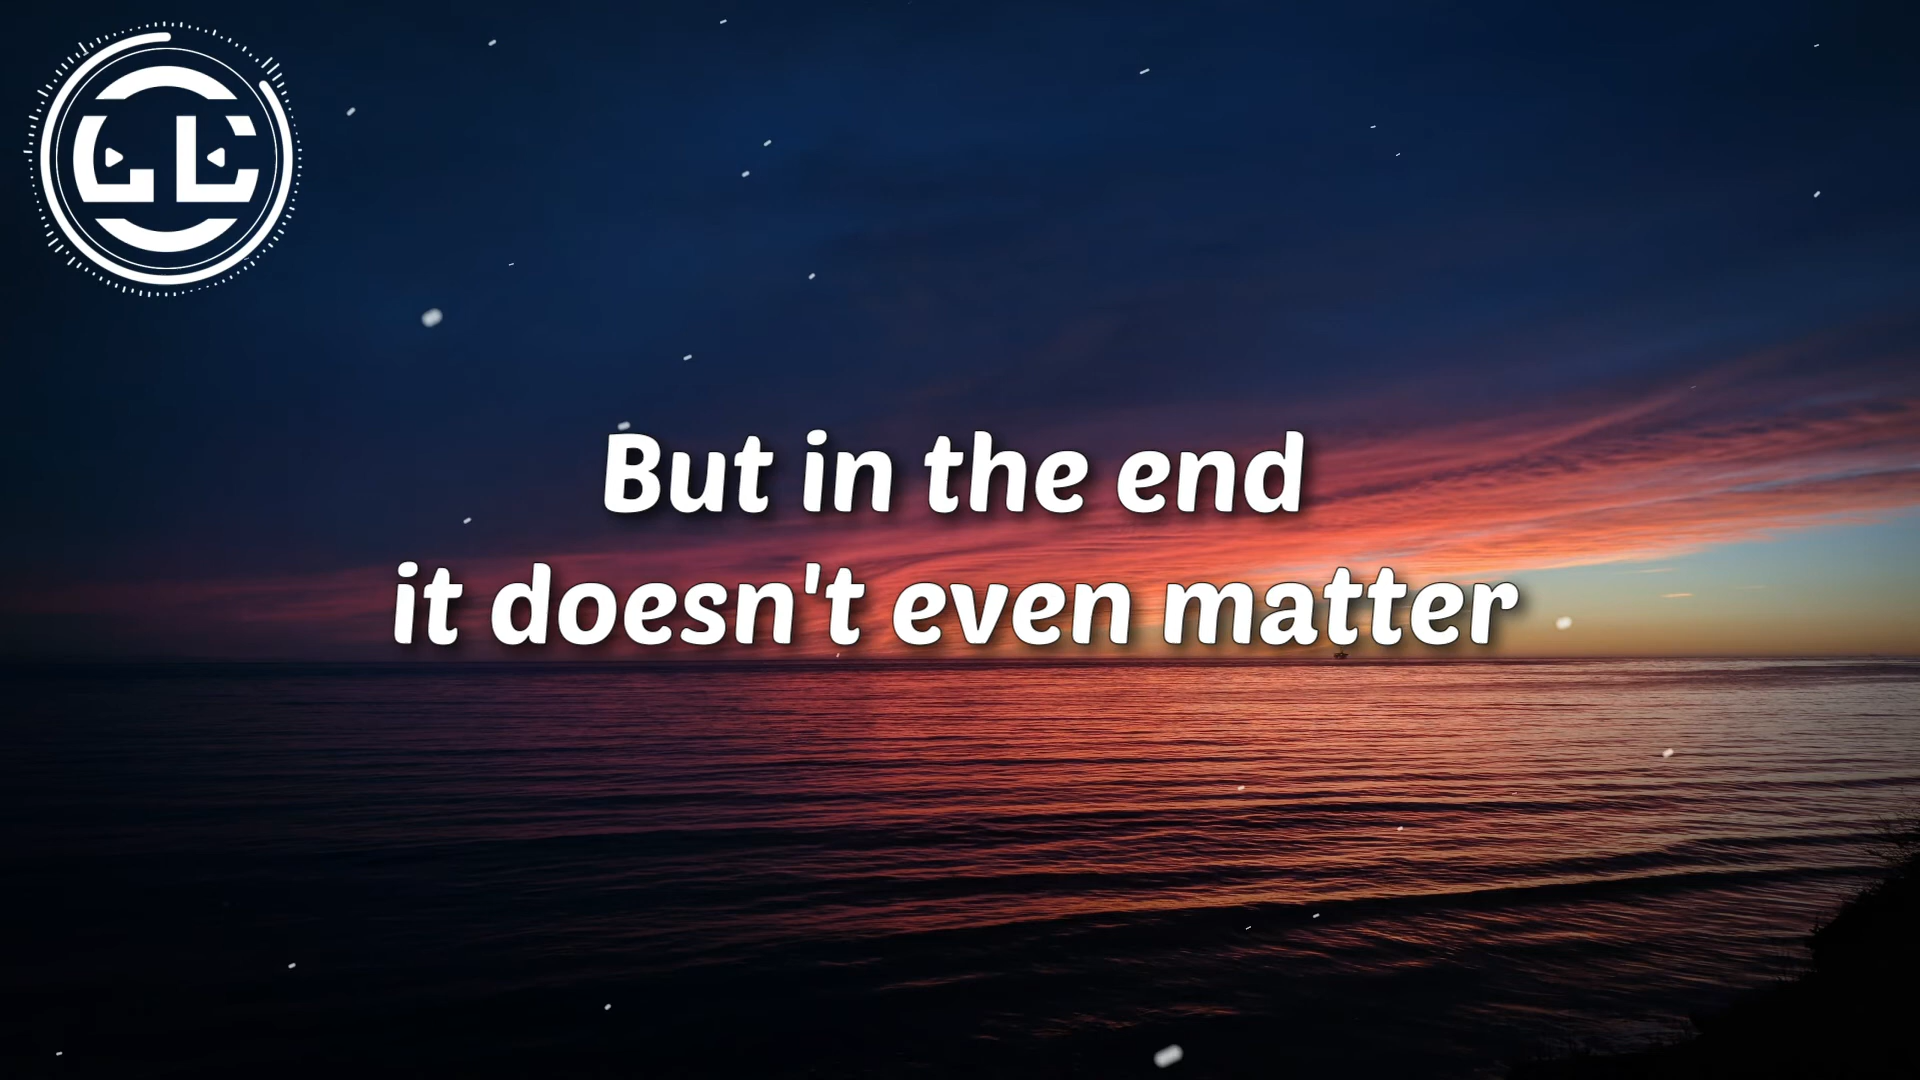 But in the end
it doesn't even matter